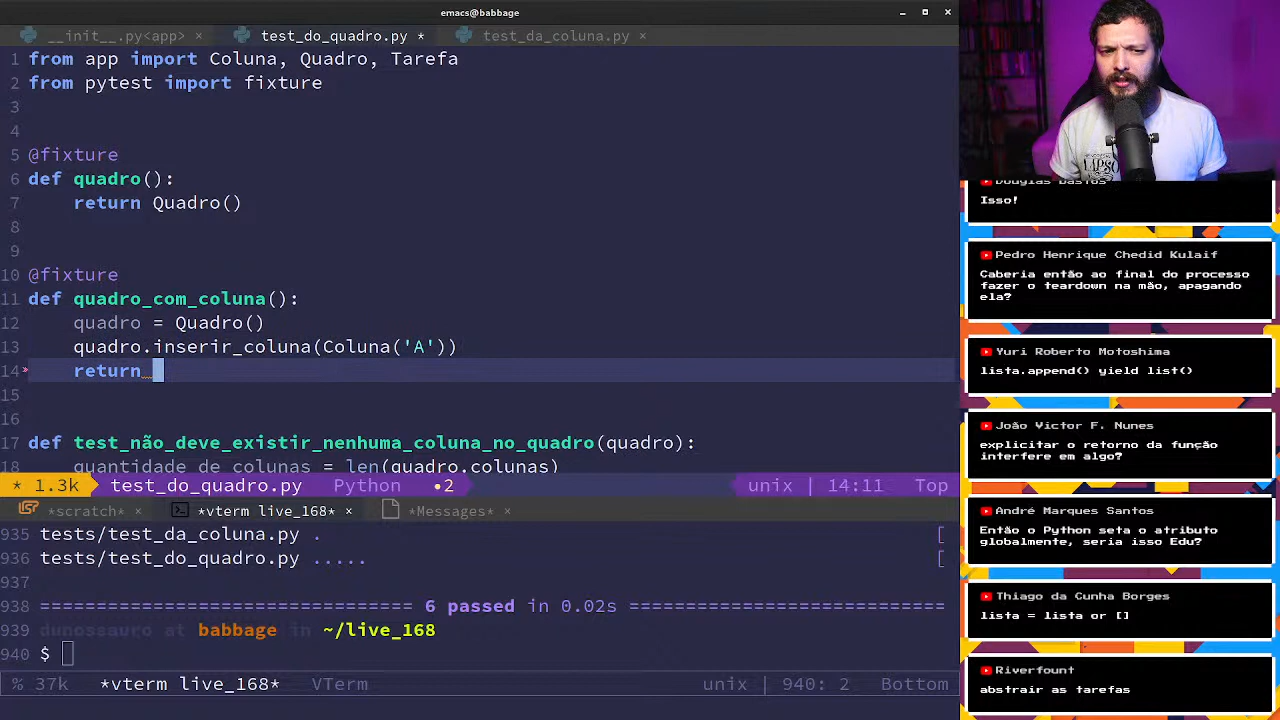 emacs@babbage
__init__.py<app> × test_do_quadro.py * test_da_coluna.py ×
1 from app import Coluna, Quadro, Tarefa
2 from pytest import fixture
3
4
5 @fixture
6 def quadro():
7 return Quadro()
8
9
10 @fixture
11 def quadro_com_coluna():
12 quadro = Quadro()
13 quadro.inserir_coluna(Coluna('A'))
14 return
15
16
17 def test_não_deve_existir_nenhuma_coluna_no_quadro(quadro):
18 quantidade_de_colunas = len(quadro.colunas)
* 1.3k test_do_quadro.py Python •2 unix | 14:11 Top
*scratch* × *vterm live_168* × *Messages* ×
935 tests/test_da_coluna.py . [
936 tests/test_do_quadro.py ..... [
937
938 ================================= 6 passed in 0.02s ============================
939 dunossauro at babbage in ~/live_168
940 $
% 37k *vterm live_168* VTerm unix | 940: 2 Bottom
LAPSO
Douglas Bastos
Isso!
Pedro Henrique Chedid Kulaif
Caberia então ao final do processo
fazer o teardown na mão, apagando
ela?
Yuri Roberto Motoshima
lista.append() yield list()
João Victor F. Nunes
explicitar o retorno da função
interfere em algo?
André Marques Santos
Então o Python seta o atributo
globalmente, seria isso Edu?
Thiago da Cunha Borges
lista = lista or []
Riverfount
abstrair as tarefas